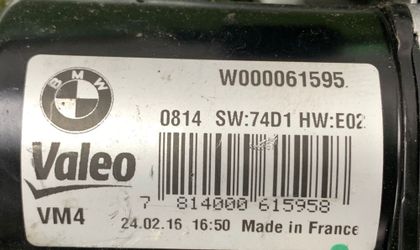 BMW
W000061595
0814 SW:74D1 HW:E02
Valeo
7 814000 615958
VM4
24.02.16 16:50 Made in France